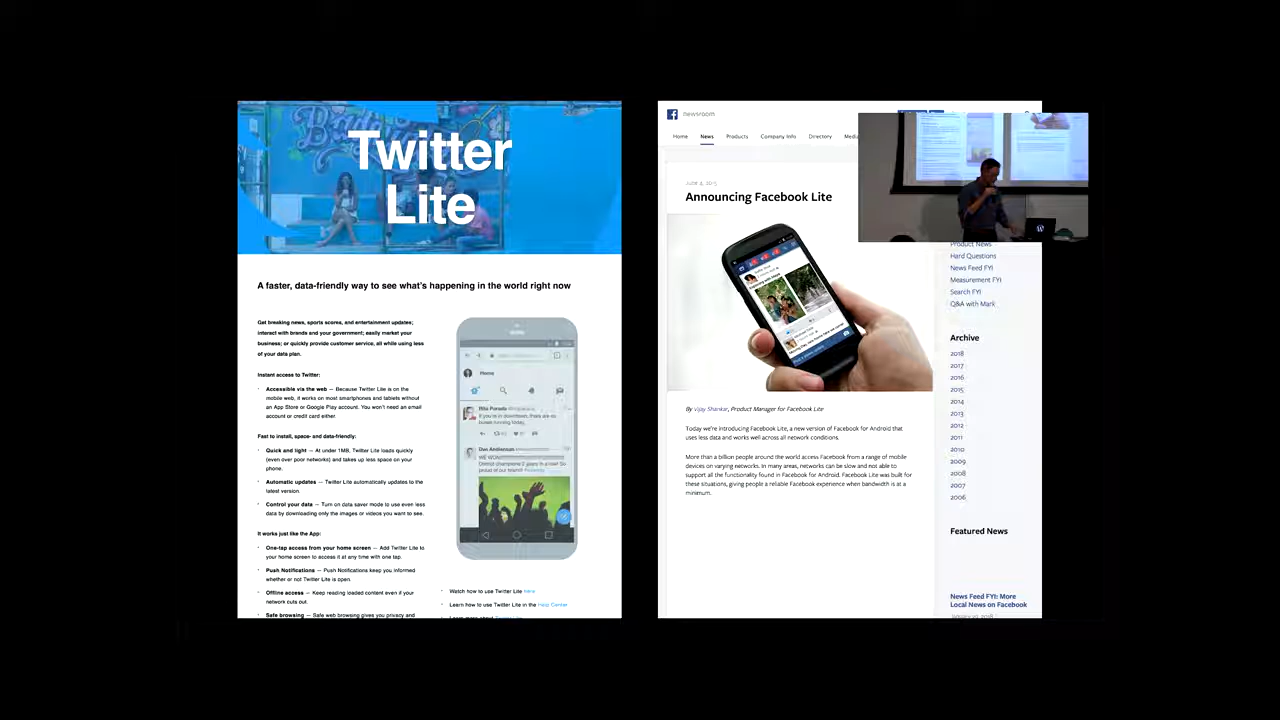 Twitter
Lite
A faster, data-friendly way to see what's happening in the world right now
Get breaking news, sports scores, and entertainment updates;
interact with brands and your government; easily market your
business; or quickly provide customer service, all while using less
of your data plan.
Instant access to Twitter:
Accessible via the web — Because Twitter Lite is on the
mobile web, it works on most smartphones and tablets without
an App Store or Google Play account. You won't need an email
account or credit card either.
Fast to install, space- and data-friendly:
Quick and light — At under 1MB, Twitter Lite loads quickly
(even over poor networks) and takes up less space on your
phone.
Automatic updates — Twitter Lite automatically updates to the
latest version.
Control your data — Turn on data saver mode to use even less
data by downloading only the images or videos you want to see.
It works just like the App:
One-tap access from your home screen — Add Twitter Lite to
your home screen to access it at any time with one tap.
Push Notifications — Push Notifications keep you informed
whether or not Twitter Lite is open.
Offline access — Keep reading loaded content even if your
network cuts out.
Safe browsing — Safe web browsing gives you privacy and
Home
Watch how to use Twitter Lite here
Learn how to use Twitter Lite in the Help Center
Learn more about Twitter Lite
newsroom
Home News Products Company Info Directory Media
Announcing Facebook Lite
By Vijay Shankar, Product Manager for Facebook Lite
Today we're introducing Facebook Lite, a new version of Facebook for Android that
uses less data and works well across all network conditions.
More than a billion people around the world access Facebook from a range of mobile
devices on varying networks. In many areas, networks can be slow and not able to
support all the functionality found in Facebook for Android. Facebook Lite was built for
these situations, giving people a reliable Facebook experience when bandwidth is at a
minimum.
Product News
Hard Questions
News Feed FYI
Measurement FYI
Search FYI
Q&A with Mark
Archive
2018
2017
2016
2015
2014
2013
2012
2011
2010
2009
2008
2007
2006
Featured News
News Feed FYI: More
Local News on Facebook